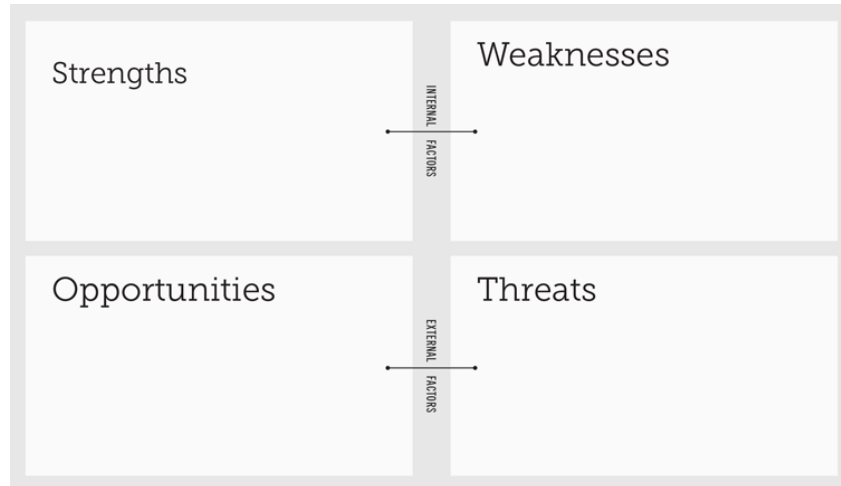 Strengths
Weaknesses
INTERNAL FACTORS
Opportunities
Threats
EXTERNAL FACTORS